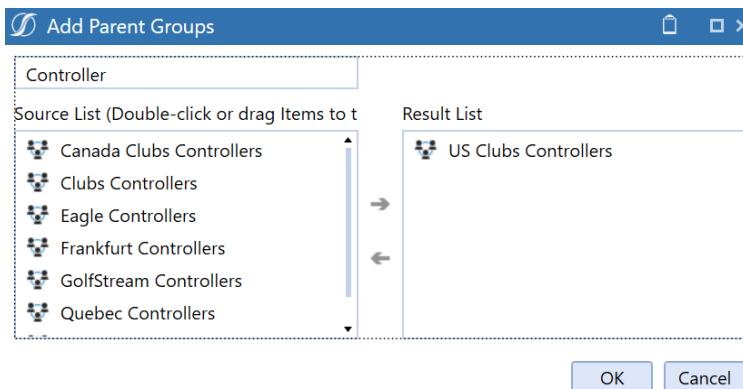 Add Parent Groups
Controller
Source List (Double-click or drag Items to t
Result List
Canada Clubs Controllers
Clubs Controllers
Eagle Controllers
Frankfurt Controllers
GolfStream Controllers
Quebec Controllers
US Clubs Controllers
OK
Cancel